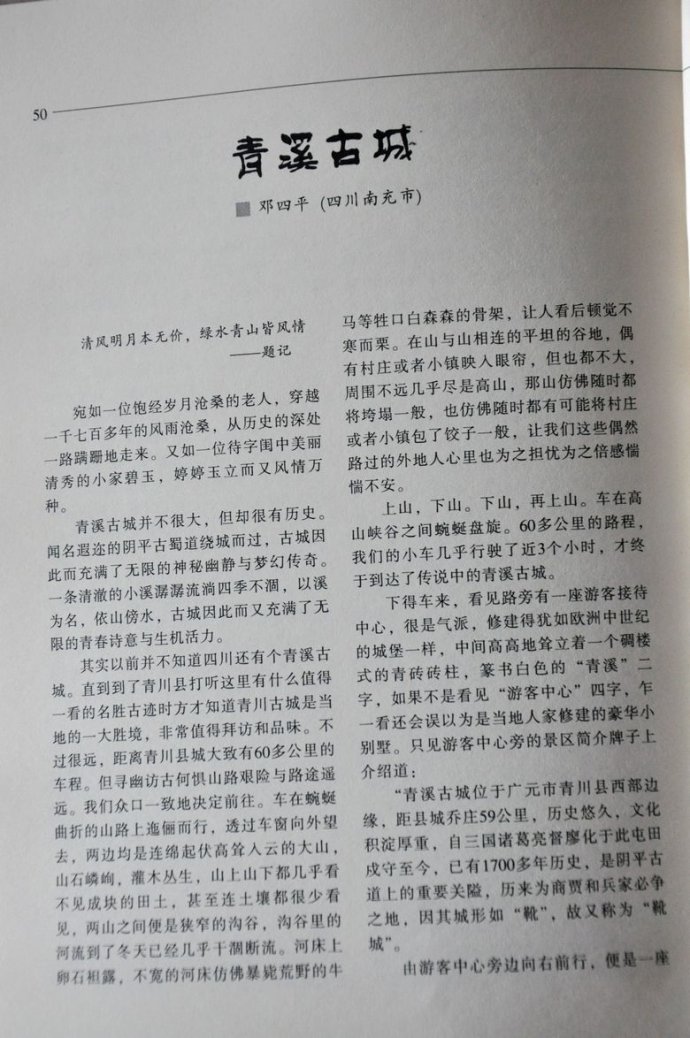 50
青溪古城
邓四平(四川南充市)
清风明月本无价，绿水青山皆风情
——题记
宛如一位饱经岁月沧桑的老人，穿越
一千七百多年的风雨沧桑，从历史的深处
一路蹒跚地走来。又如一位待字闺中美丽
清秀的小家碧玉，婷婷玉立而又风情万
种。
青溪古城并不很大，但却很有历史。
闻名遐迩的阴平古蜀道绕城而过，古城因
此而充满了无限的神秘幽静与梦幻传奇。
一条清澈的小溪潺潺流淌四季不涸，以溪
为名，依山傍水，古城因此而又充满了无
限的青春诗意与生机活力。
其实以前并不知道四川还有个青溪古
城。直到到了青川县打听这里有什么值得
一看的名胜古迹时方才知道青川古城是当
地的一大胜境，非常值得拜访和品味。不
过很远，距离青川县城大致有60多公里的
车程。但寻幽访古何惧山路艰险与路途遥
远。我们众口一致地决定前往。车在蜿蜒
曲折的山路上迤俪而行，透过车窗向外望
去，两边均是连绵起伏高耸入云的大山，
山石嶙峋，灌木丛生，山上山下都几乎看
不见成块的田土，甚至连土壤都很少看
见，两山之间便是狭窄的沟谷，沟谷里的
河流到了冬天已经几乎干涸断流。河床上
卵石袒露，不宽的河床仿佛暴毙荒野的牛
马等牲口白森森的骨架，让人看后顿觉不
寒而栗。在山与山相连的平坦的谷地，偶
有村庄或者小镇映入眼帘，但也都不大，
周围不远几乎尽是高山，那山仿佛随时都
将垮塌一般，也仿佛随时都有可能将村庄
或者小镇包了饺子一般，让我们这些偶然
路过的外地人心里也为之担忧为之倍感惴
惴不安。
上山，下山。下山，再上山。车在高
山峡谷之间蜿蜒盘旋。60多公里的路程，
我们的小车几乎行驶了近3个小时，才终
于到达了传说中的青溪古城。
下得车来，看见路旁有一座游客接待
中心，很是气派，修建得犹如欧洲中世纪
的城堡一样，中间高高地耸立着一个碉楼
式的青砖砖柱，篆书白色的“青溪”二
字，如果不是看见“游客中心”四字，乍
一看还会误以为是当地人家修建的豪华小
别墅。只见游客中心旁的景区简介牌子上
介绍道：
“青溪古城位于广元市青川县西部边
缘，距县城乔庄59公里，历史悠久，文化
积淀厚重，自三国诸葛亮督廖化于此屯田
戍守至今，已有1700多年历史，是阴平古
道上的重要关隘，历来为商贾和兵家必争
之地，因其城形如“靴”，故又称为“靴
城”。
由游客中心旁边向右前行，便是一座